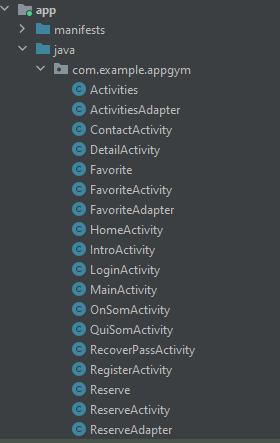 app
manifests
java
com.example.appgym
Activities
ActivitiesAdapter
ContactActivity
DetailActivity
Favorite
FavoriteActivity
FavoriteAdapter
HomeActivity
IntroActivity
LoginActivity
MainActivity
OnSomActivity
QuiSomActivity
RecoverPassActivity
RegisterActivity
Reserve
ReserveActivity
ReserveAdapter